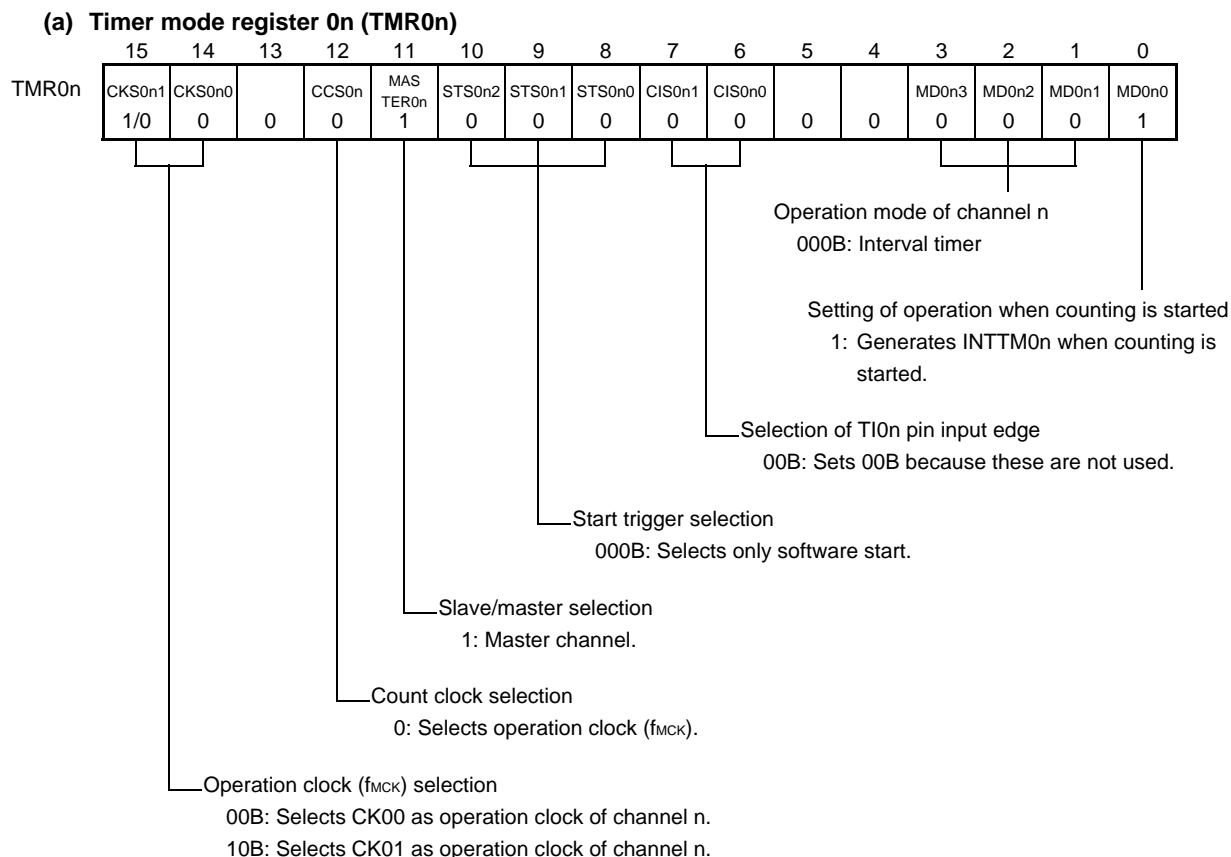 (a) Timer mode register 0n (TMR0n)
15 14 13 12 11 10 9 8 7 6 5 4 3 2 1 0
TMR0n CKS0n1 CKS0n0 CCS0n MAS TER0n STS0n2 STS0n1 STS0n0 CIS0n1 CIS0n0 MD0n3 MD0n2 MD0n1 MD0n0
1/0 0 0 0 1 0 0 0 0 0 0 0 0 0 0 1
Operation mode of channel n
000B: Interval timer
Setting of operation when counting is started
1: Generates INTTM0n when counting is
started.
Selection of TI0n pin input edge
00B: Sets 00B because these are not used.
Start trigger selection
000B: Selects only software start.
Slave/master selection
1: Master channel.
Count clock selection
0: Selects operation clock (fMCK).
Operation clock (fMCK) selection
00B: Selects CK00 as operation clock of channel n.
10B: Selects CK01 as operation clock of channel n.